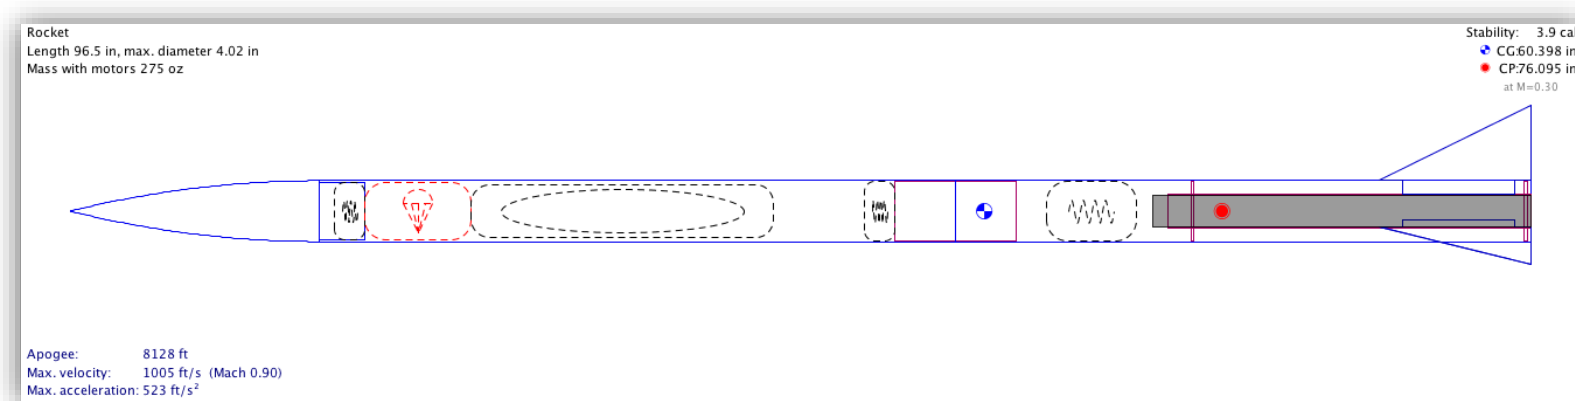 Rocket
Length 96.5 in, max. diameter 4.02 in
Mass with motors 275 oz
Stability: 3.9 cal
CG:60.398 in
CP:76.095 in
at M=0.30
Apogee: 8128 ft
Max. velocity: 1005 ft/s (Mach 0.90)
Max. acceleration: 523 ft/s²